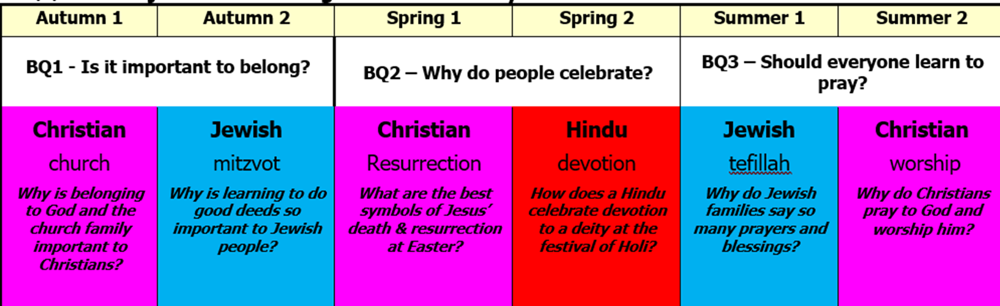 Autumn 1
Autumn 2
Spring 1
Spring 2
Summer 1
Summer 2
BQ1 - Is it important to belong?
BQ2 – Why do people celebrate?
BQ3 – Should everyone learn to
pray?
Christian
church
Why is belonging
to God and the
church family
important to
Christians?
Jewish
mitzvot
Why is learning to do
good deeds so
important to Jewish
people?
Christian
Resurrection
What are the best
symbols of Jesus’
death & resurrection
at Easter?
Hindu
devotion
How does a Hindu
celebrate devotion
to a deity at the
festival of Holi?
Jewish
tefillah
Why do Jewish
families say so
many prayers and
blessings?
Christian
worship
Why do Christians
pray to God and
worship him?